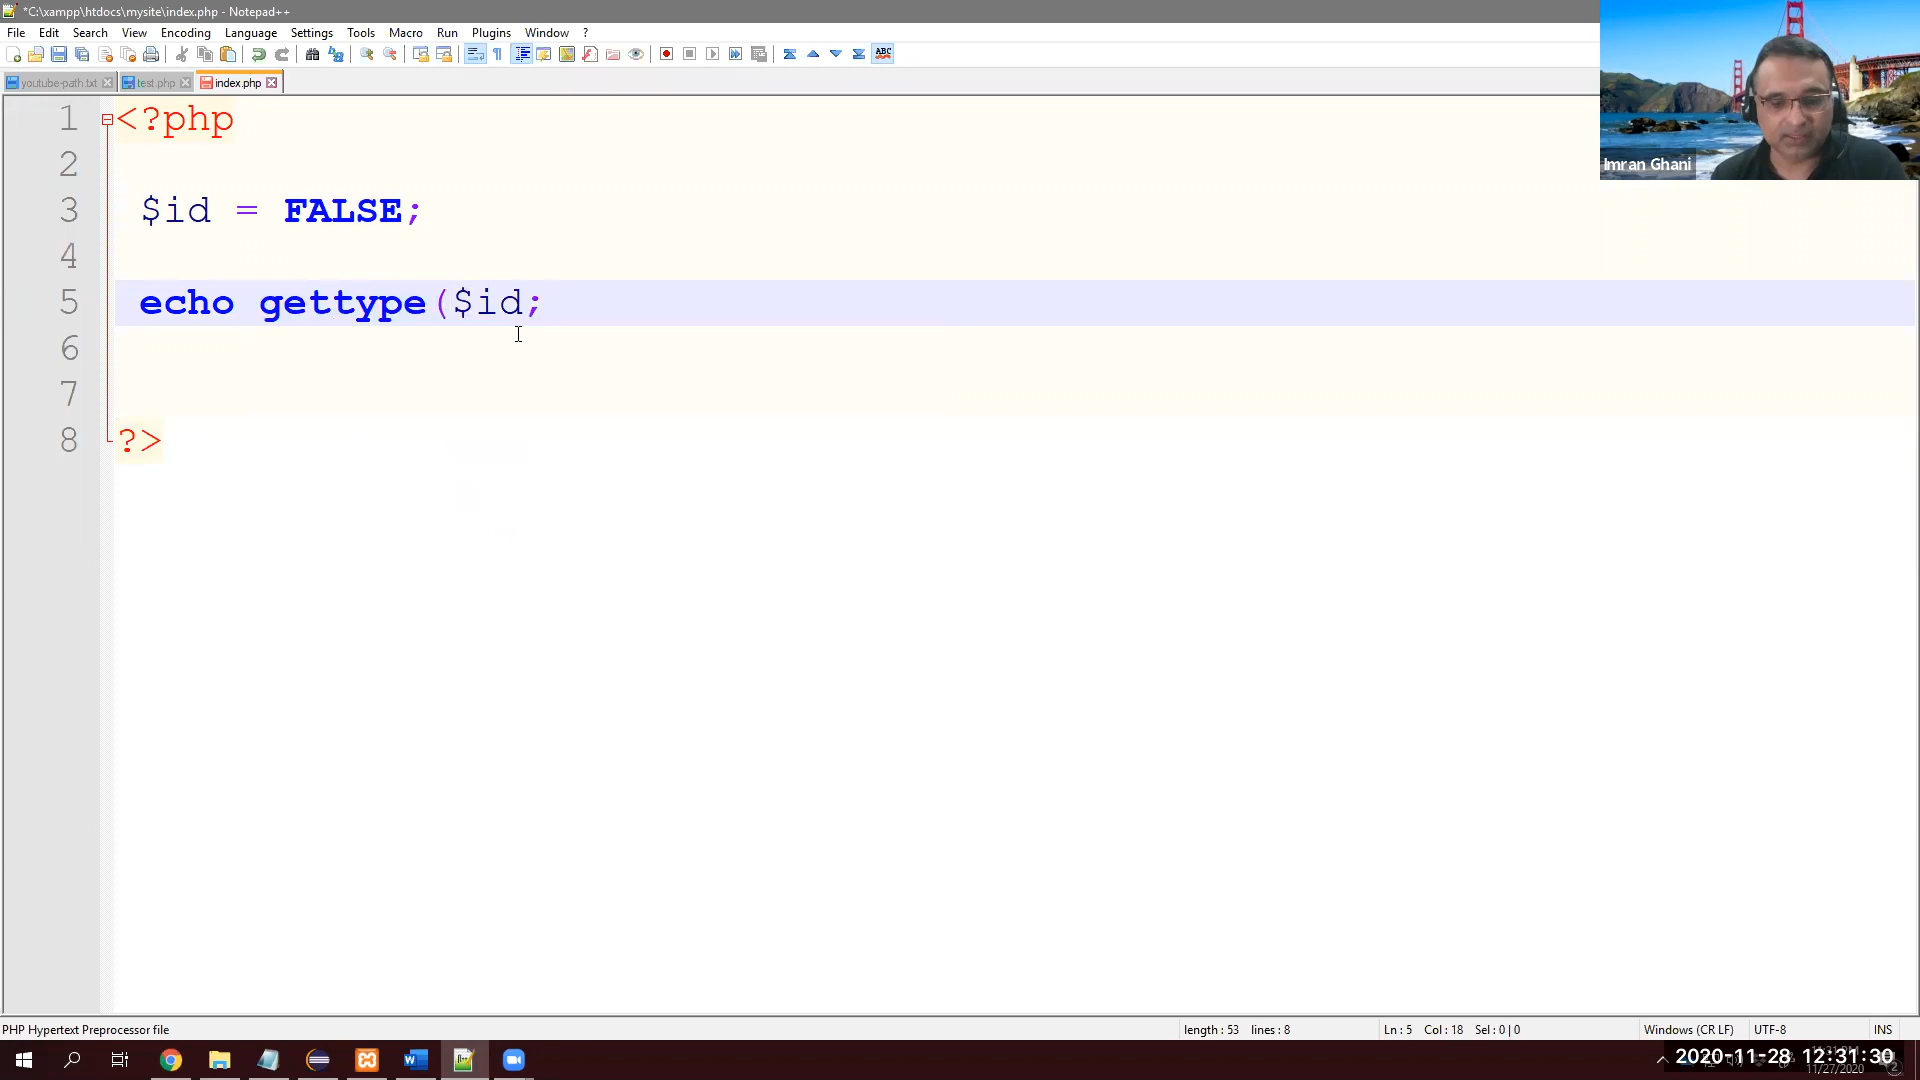 *C:\xampp\htdocs\mysite\index.php - Notepad++
File Edit Search View Encoding Language Settings Tools Macro Run Plugins Window ?
youtube-path.txt test.php index.php
Imran Ghani
1 <?php
2
3 $id = FALSE;
4
5 echo gettype($id;
6
7
8 ?>
PHP Hypertext Preprocessor file length : 53 lines : 8 Ln : 5 Col : 18 Sel : 0 | 0 Windows (CR LF) UTF-8 INS
2020-11-28 12:31:30
11/27/2020